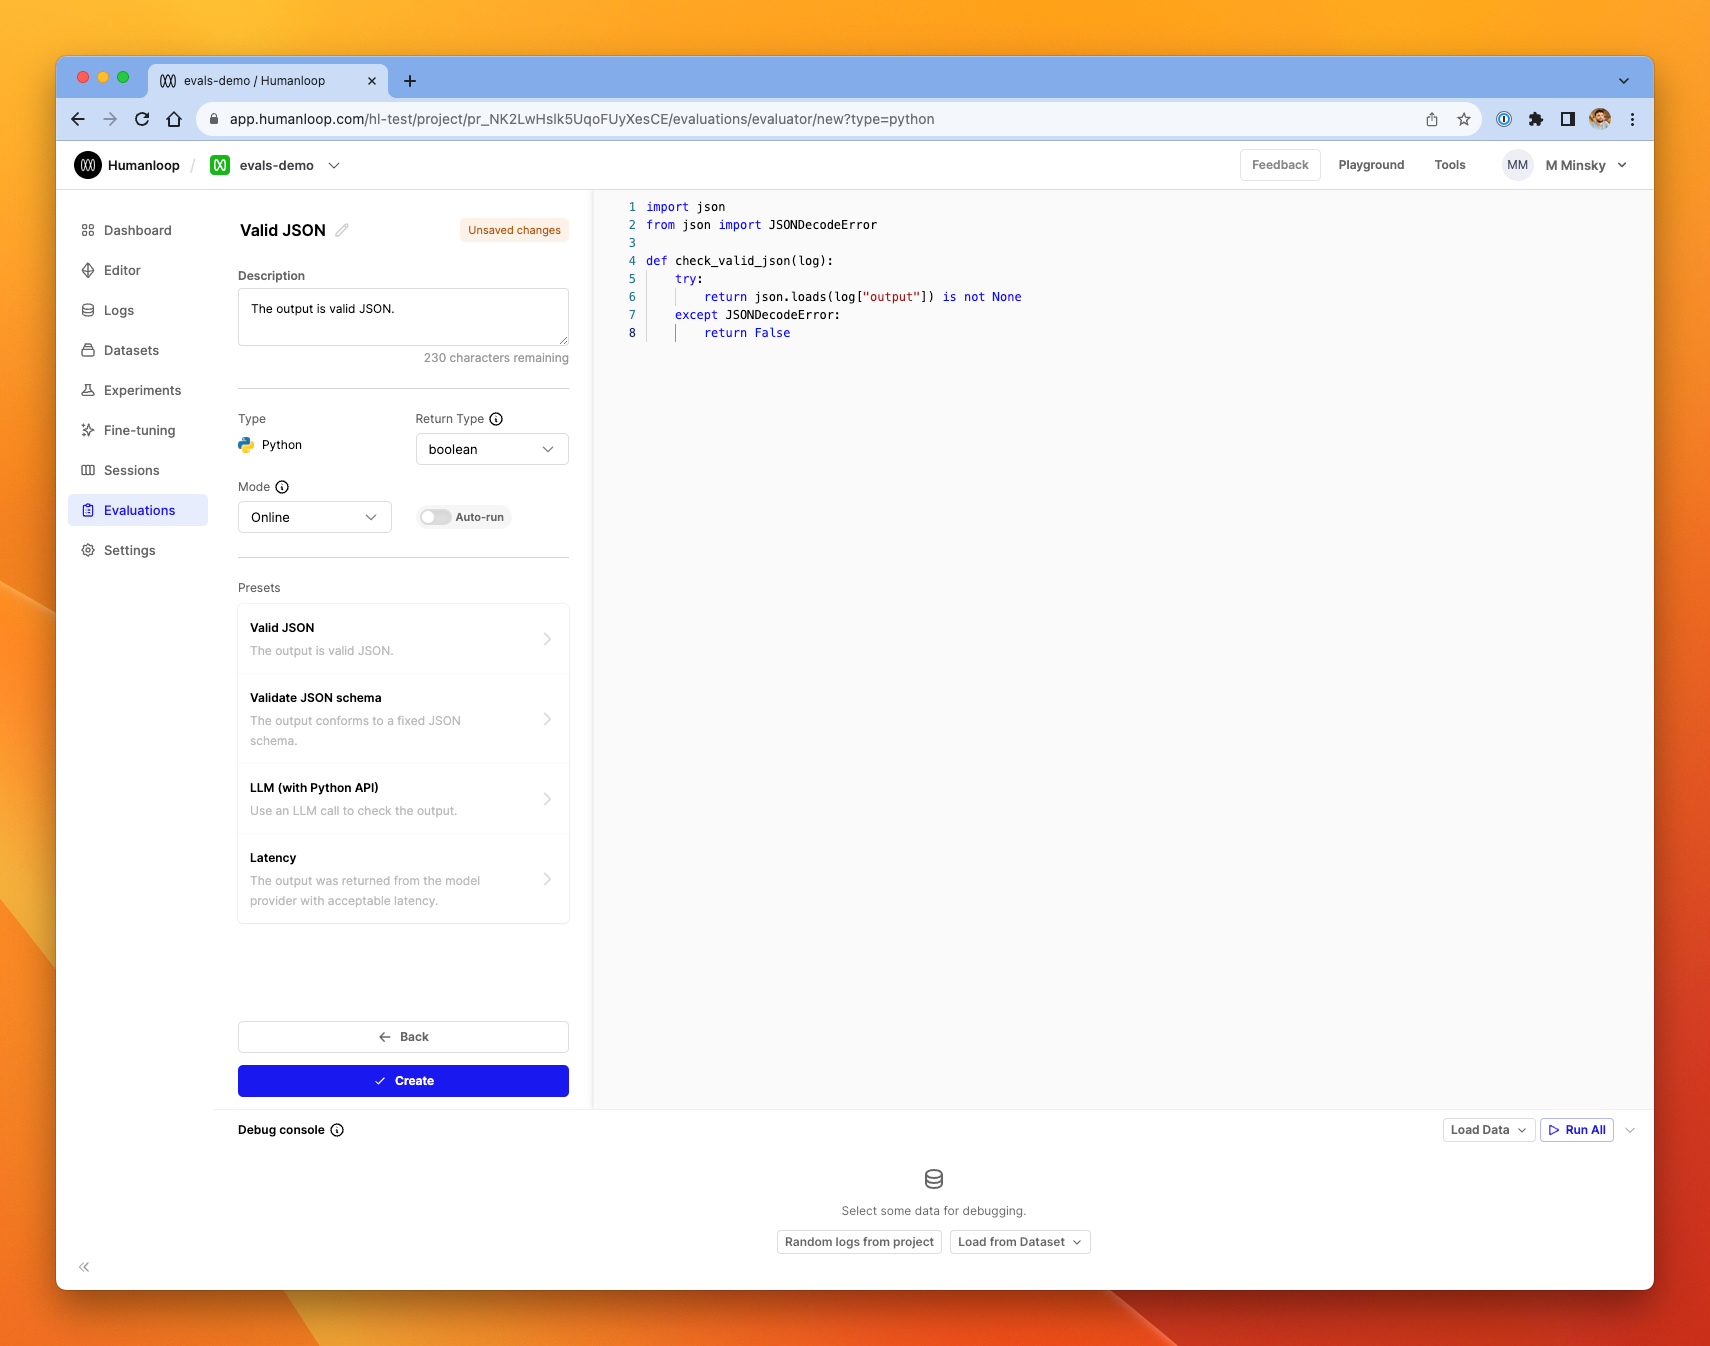 evals-demo / Humanloop
app.humanloop.com/hl-test/project/pr_NK2LwHslk5UqoFUyXesCE/evaluations/evaluator/new?type=python
Humanloop / evals-demo
Feedback
Playground
Tools
MM
M Minsky
Dashboard
Editor
Logs
Datasets
Experiments
Fine-tuning
Sessions
Evaluations
Settings
Valid JSON
Unsaved changes
Description
The output is valid JSON.
230 characters remaining
Type
Python
Return Type
boolean
Mode
Online
Auto-run
Presets
Valid JSON
The output is valid JSON.
Validate JSON schema
The output conforms to a fixed JSON
schema.
LLM (with Python API)
Use an LLM call to check the output.
Latency
The output was returned from the model
provider with acceptable latency.
Back
Create
1 import json
2 from json import JSONDecodeError
3
4 def check_valid_json(log):
5     try:
6         return json.loads(log["output"]) is not None
7     except JSONDecodeError:
8         return False
Debug console
Load Data
Run All
Select some data for debugging.
Random logs from project
Load from Dataset